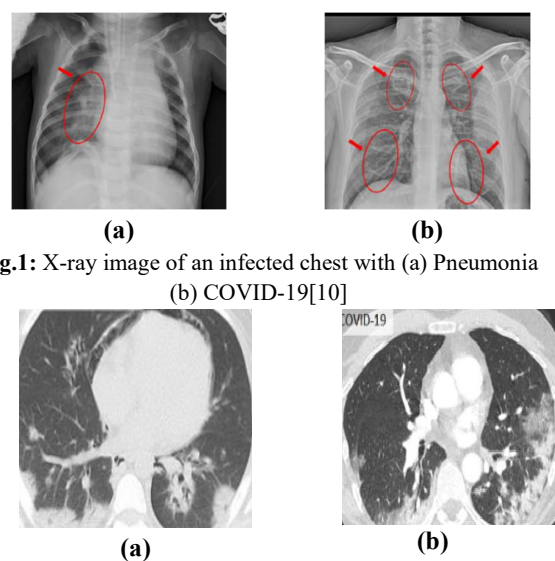 (a) (b)
g.1: X-ray image of an infected chest with (a) Pneumonia
(b) COVID-19[10]
COVID-19
(a) (b)